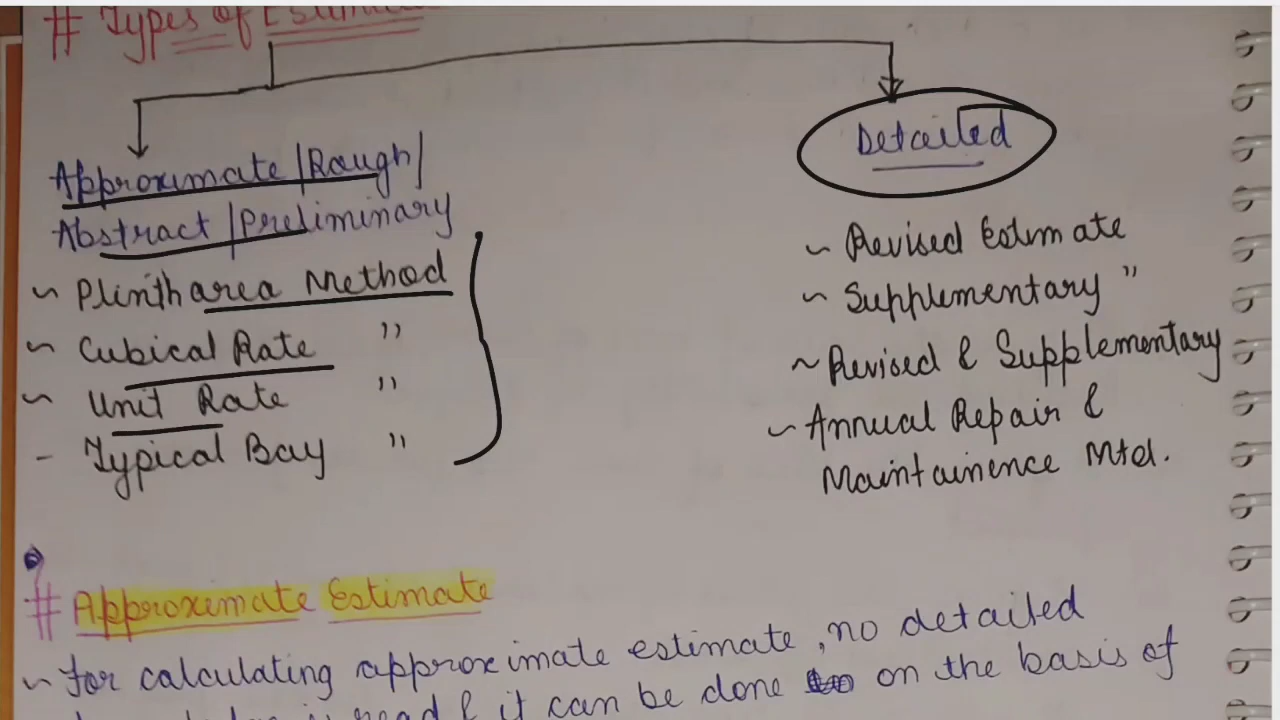 # Types of Estimate
Approximate/Rough/
Abstract/Preliminary
~ Plinth area Method
~ Cubical Rate "
~ Unit Rate "
- Typical Bay "
Detailed
~ Revised Estimate
~ Supplementary "
~ Revised & Supplementary
~ Annual Repair &
Maintainence Mtd.
# Approximate Estimate
~ for calculating approximate estimate, no detailed
is & it can be done on the basis of